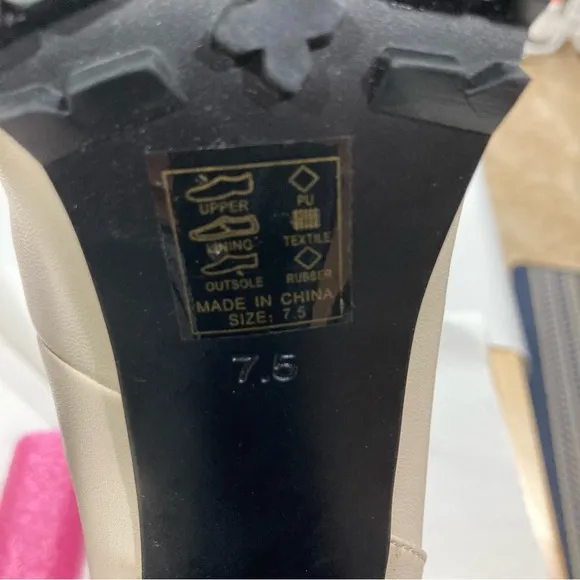 UPPER PU
LINING TEXTILE
OUTSOLE RUBBER
MADE IN CHINA
SIZE: 7.5
7.5